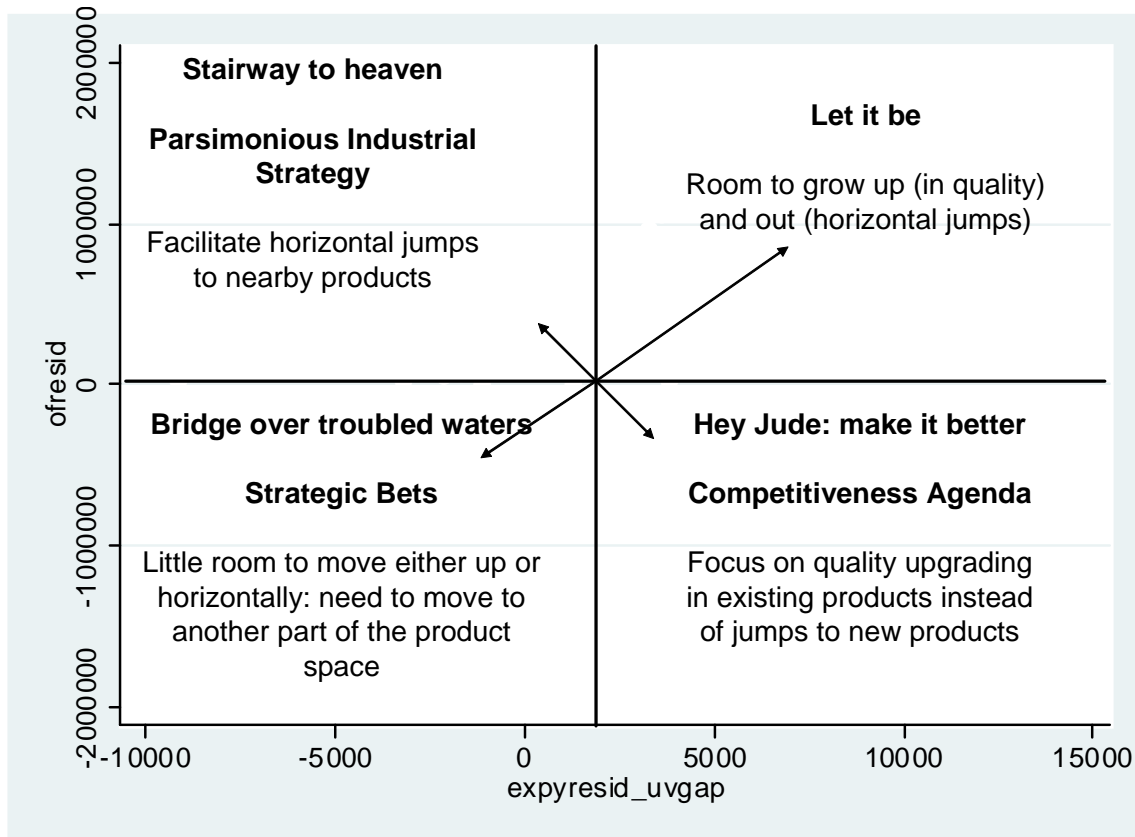 Stairway to heaven
Parsimonious Industrial
Strategy
Facilitate horizontal jumps
to nearby products
Let it be
Room to grow up (in quality)
and out (horizontal jumps)
Bridge over troubled waters
Strategic Bets
Little room to move either up or
horizontally: need to move to
another part of the product
space
Hey Jude: make it better
Competitiveness Agenda
Focus on quality upgrading
in existing products instead
of jumps to new products
ofresid
2000000
1000000
0
-1000000
-2000000
-10000
-5000
0
5000
10000
15000
expyresid_uvgap